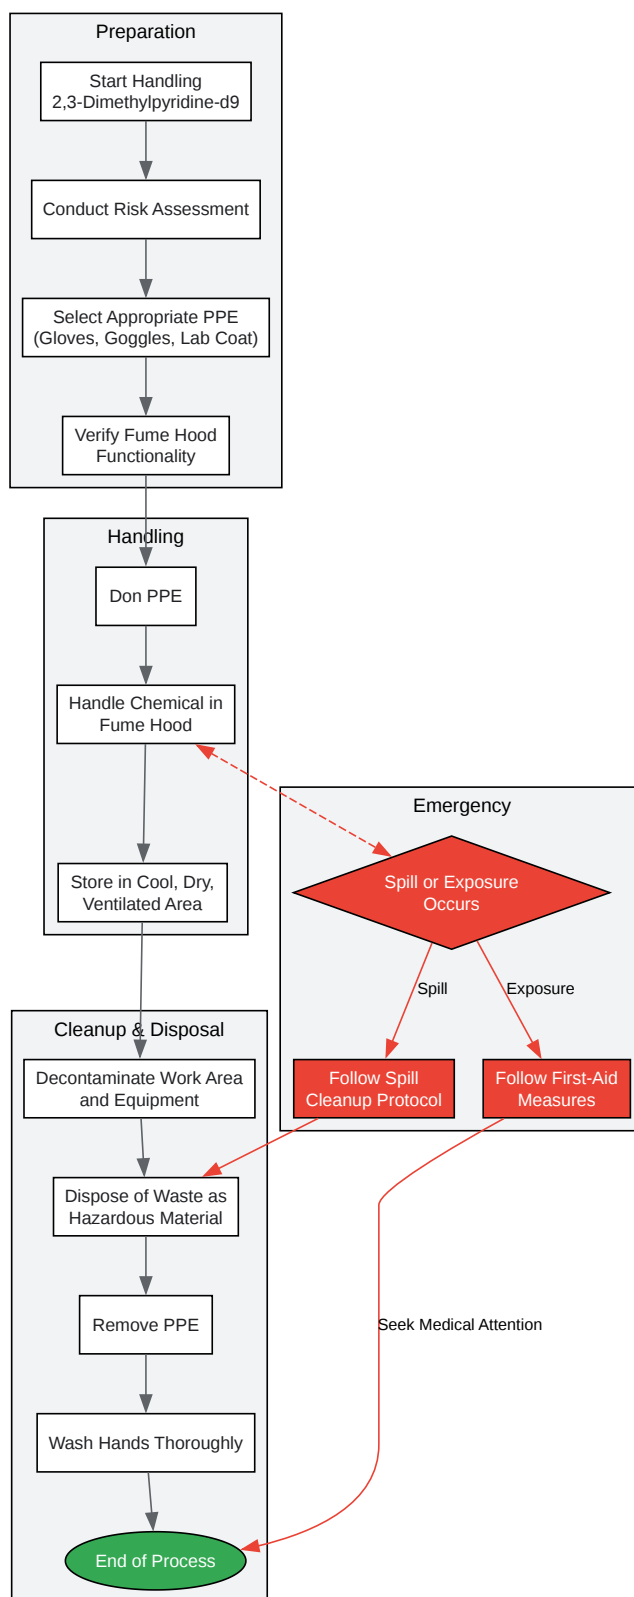 Preparation
Start Handling
2,3-Dimethylpyridine-d9
Conduct Risk Assessment
Select Appropriate PPE
(Gloves, Goggles, Lab Coat)
Verify Fume Hood
Functionality
Handling
Don PPE
Handle Chemical in
Fume Hood
Store in Cool, Dry,
Ventilated Area
Emergency
Spill or Exposure
Occurs
Spill
Exposure
Follow Spill
Cleanup Protocol
Follow First-Aid
Measures
Cleanup & Disposal
Decontaminate Work Area
and Equipment
Dispose of Waste as
Hazardous Material
Remove PPE
Seek Medical Attention
Wash Hands Thoroughly
End of Process